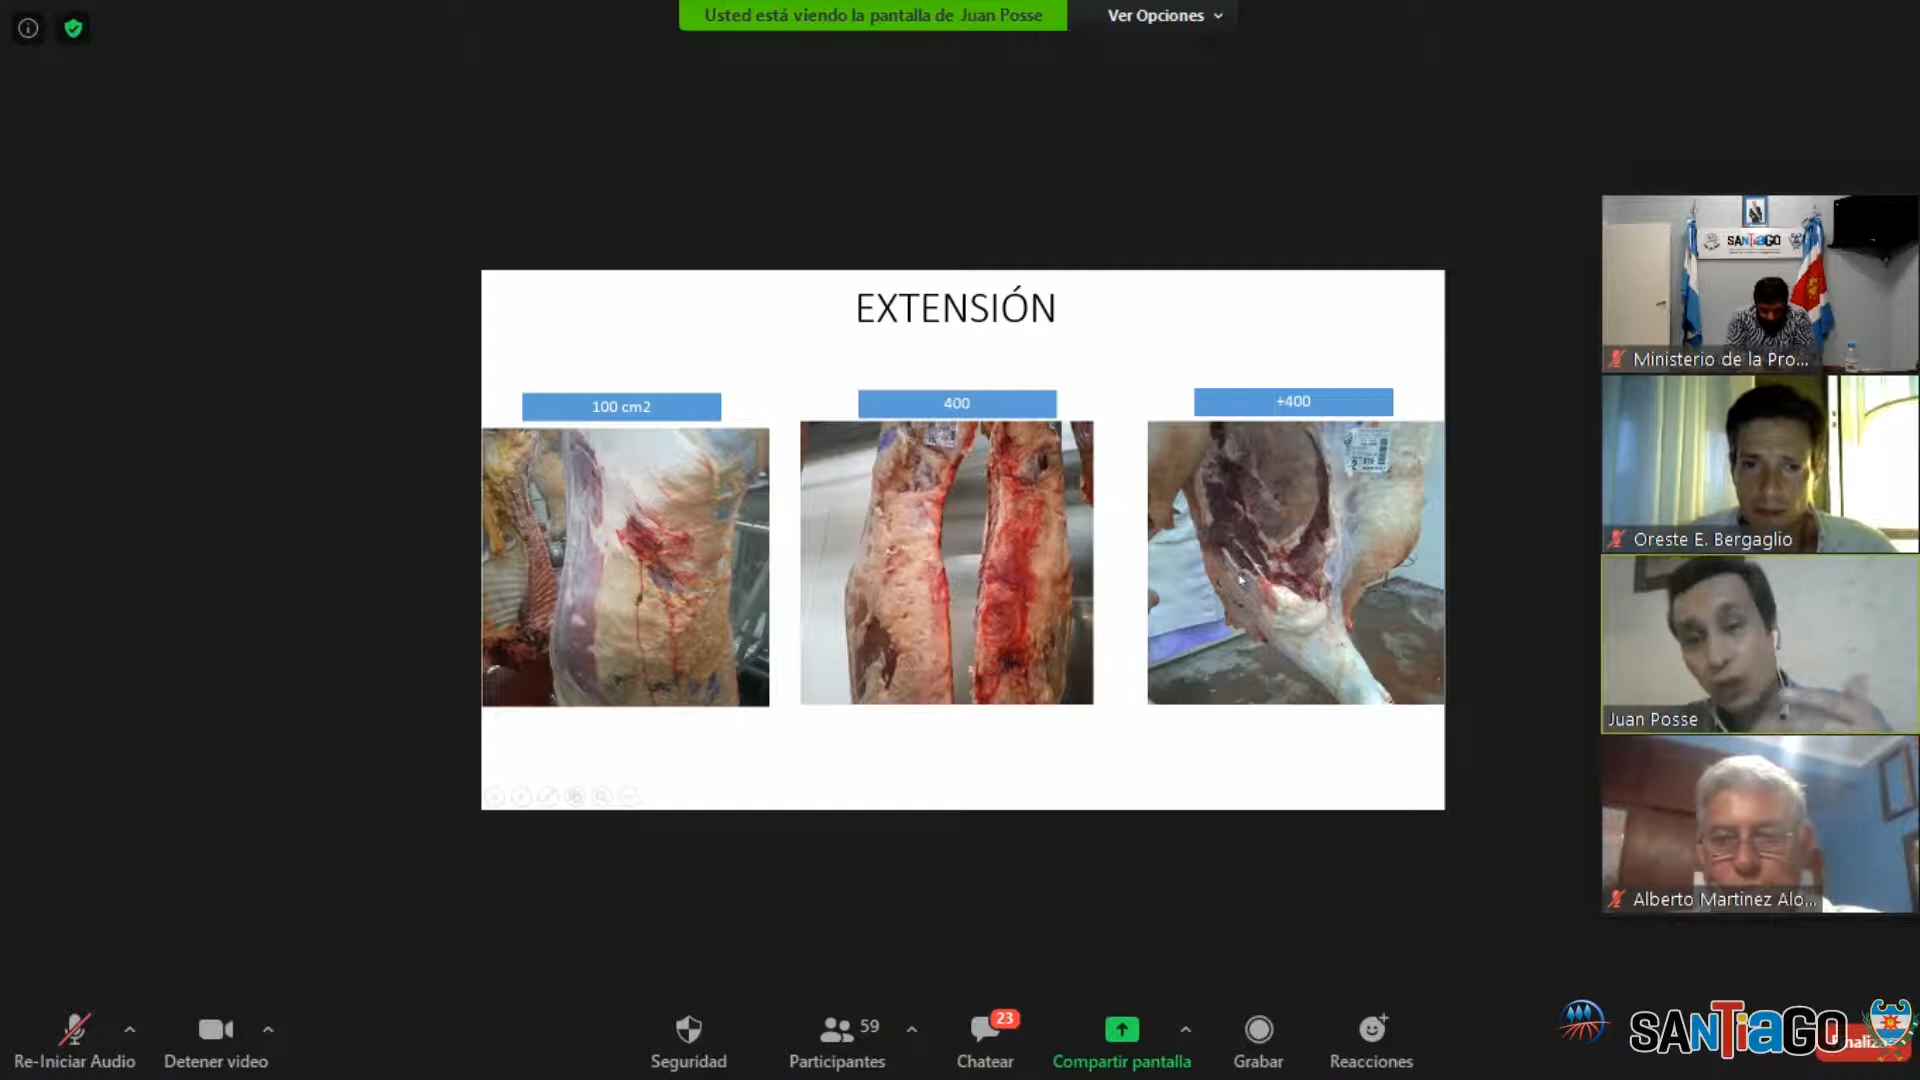 Usted está viendo la pantalla de Juan Posse
Ver Opciones
EXTENSIÓN
100 cm2
400
+400
SANTIAGO
Ministerio de la Pro...
Oreste E. Bergaglio
Juan Posse
Alberto Martinez Alo...
Re-Iniciar Audio
Detener video
Seguridad
59
Participantes
23
Chatear
Compartir pantalla
Grabar
Reacciones
SANTiAGO